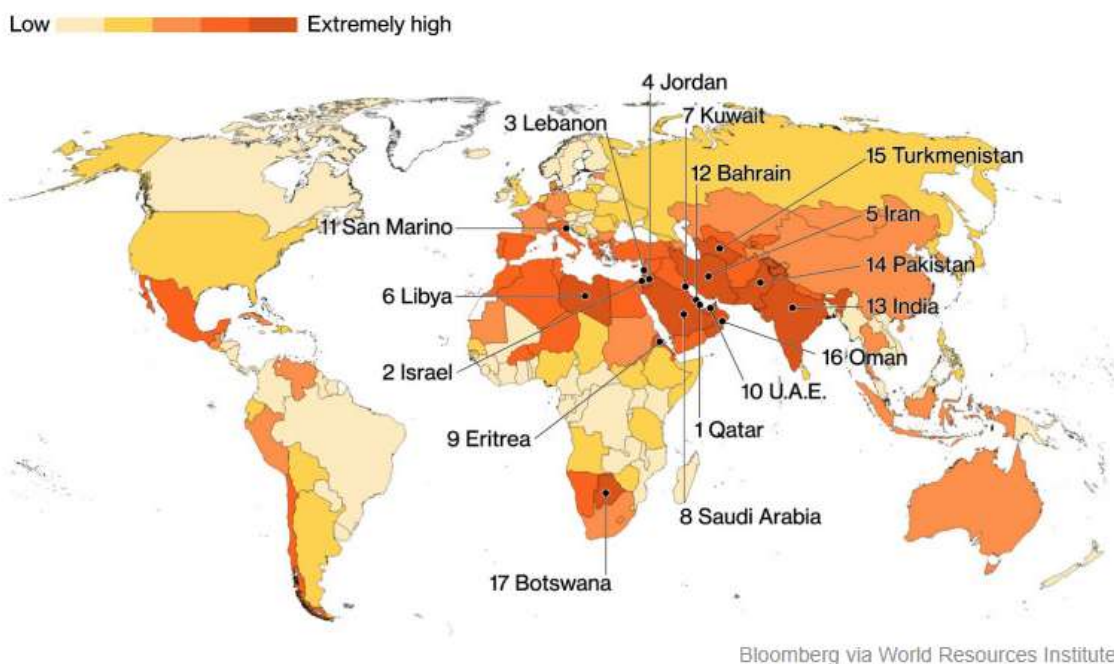 Low Extremely high
4 Jordan
3 Lebanon
7 Kuwait
12 Bahrain
15 Turkmenistan
11 San Marino
5 Iran
14 Pakistan
6 Libya
13 India
2 Israel
16 Oman
10 U.A.E.
9 Eritrea
1 Qatar
8 Saudi Arabia
17 Botswana
Bloomberg via World Resources Institute